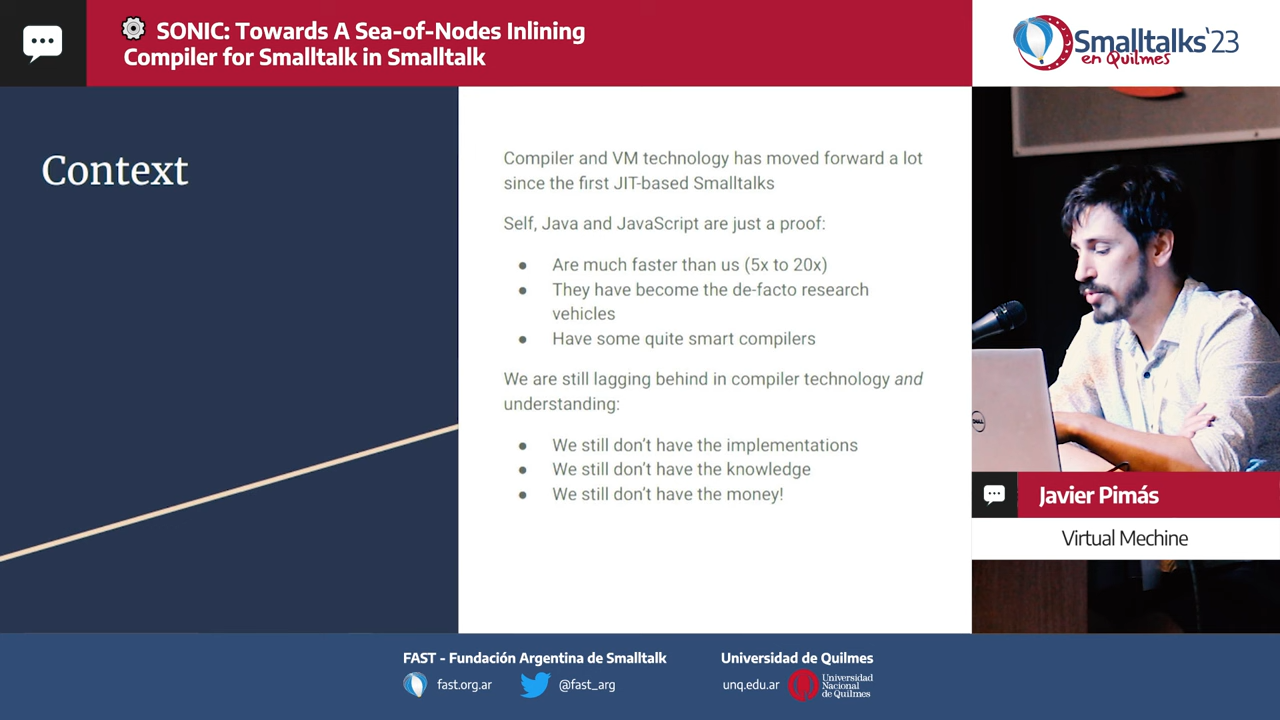 SONIC: Towards A Sea-of-Nodes Inlining
Compiler for Smalltalk in Smalltalk
Smalltalks'23
en Quilmes
Context
Compiler and VM technology has moved forward a lot
since the first JIT-based Smalltalks
Self, Java and JavaScript are just a proof:
● Are much faster than us (5x to 20x)
● They have become the de-facto research
vehicles
● Have some quite smart compilers
We are still lagging behind in compiler technology and
understanding:
● We still don't have the implementations
● We still don't have the knowledge
● We still don't have the money!
DELL
Javier Pimás
Virtual Mechine
FAST - Fundación Argentina de Smalltalk
fast.org.ar
@fast_arg
Universidad de Quilmes
unq.edu.ar
Universidad
Nacional
de Quilmes